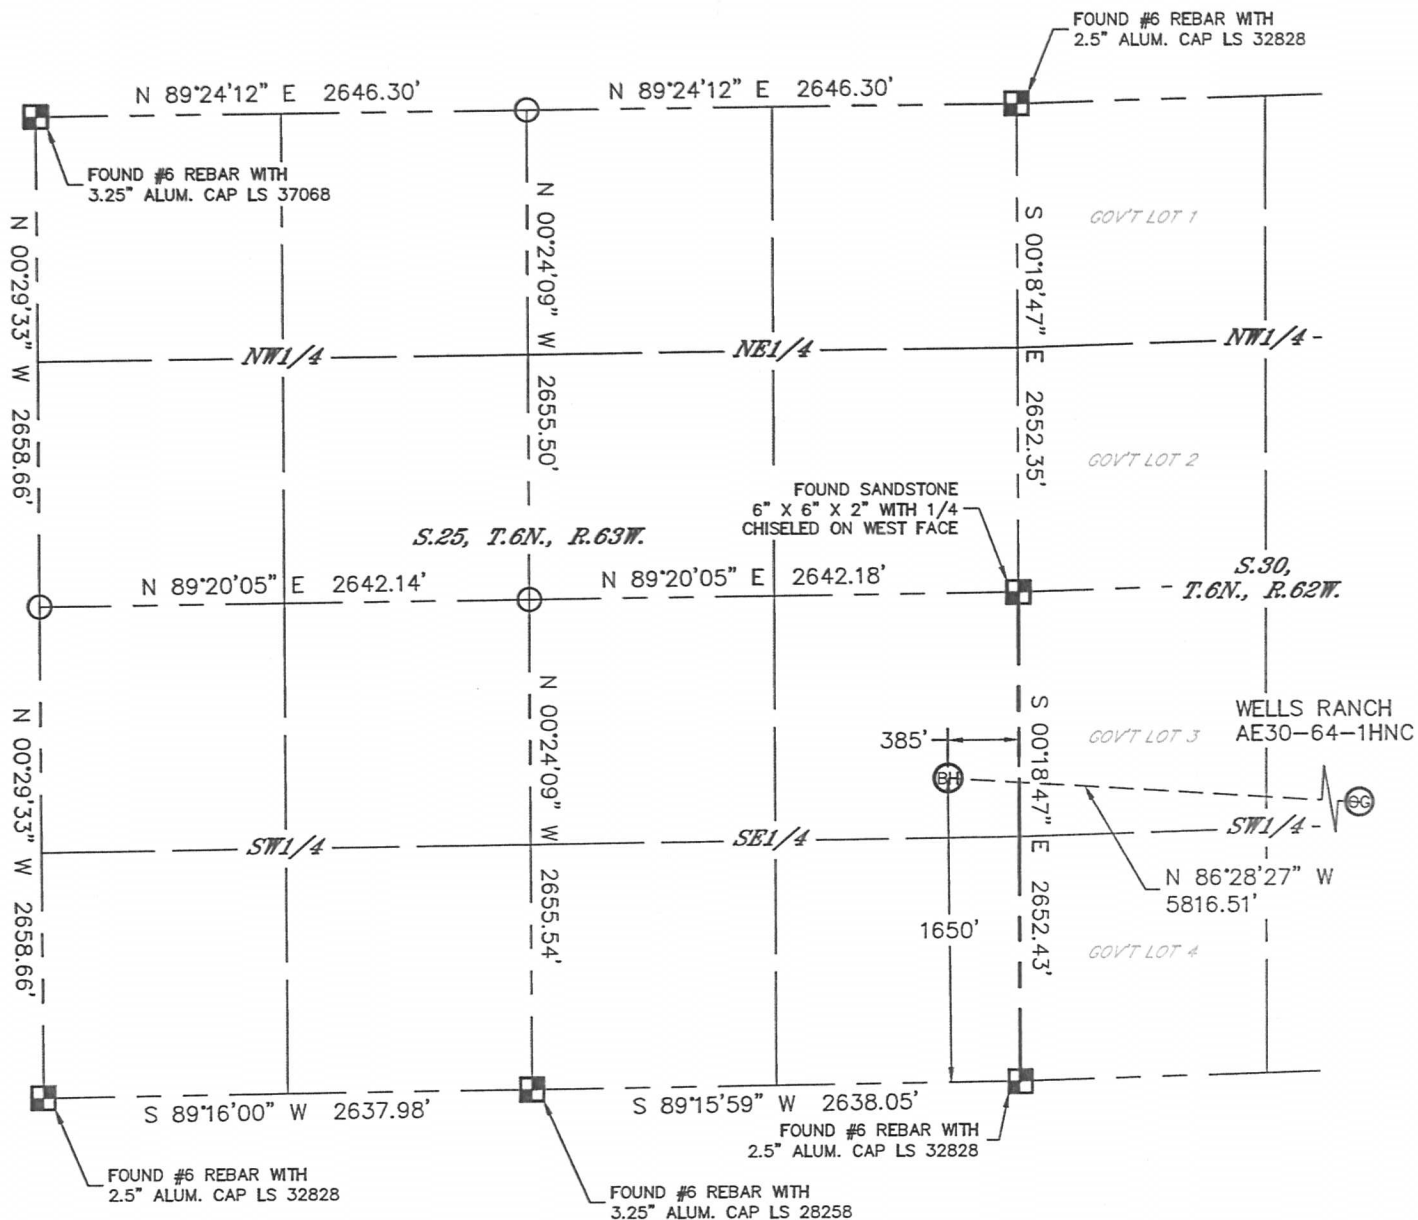 FOUND #6 REBAR WITH
2.5" ALUM. CAP LS 32828
N 89°24'12" E 2646.30'
N 89°24'12" E 2646.30'
FOUND #6 REBAR WITH
3.25" ALUM. CAP LS 37068
N 00°29'33" W 2658.66'
N 00°24'09" W 2655.50'
S 00°18'47" E 2652.35'
GOV'T LOT 1
NW1/4
NE1/4
NW1/4
GOV'T LOT 2
FOUND SANDSTONE
6" X 6" X 2" WITH 1/4
CHISELED ON WEST FACE
S.25, T.6N., R.63W.
S.30,
T.6N., R.62W.
N 89°20'05" E 2642.14'
N 89°20'05" E 2642.18'
N 00°29'33" W 2658.66'
N 00°24'09" W 2655.54'
S 00°18'47" E 2652.43'
WELLS RANCH
AE30-64-1HNC
385'
GOV'T LOT 3
BH
SW1/4
SE1/4
SW1/4
N 86°28'27" W
5816.51'
1650'
GOV'T LOT 4
S 89°16'00" W 2637.98'
S 89°15'59" W 2638.05'
FOUND #6 REBAR WITH
2.5" ALUM. CAP LS 32828
FOUND #6 REBAR WITH
2.5" ALUM. CAP LS 32828
FOUND #6 REBAR WITH
3.25" ALUM. CAP LS 28258